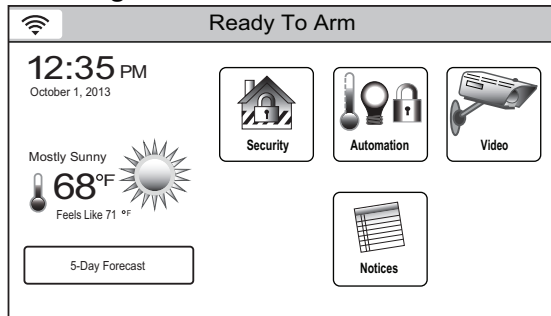 Ready To Arm
12:35 PM
October 1, 2013
Mostly Sunny
68°F
Feels Like 71 °F
5-Day Forecast
Security
Automation
Video
Notices